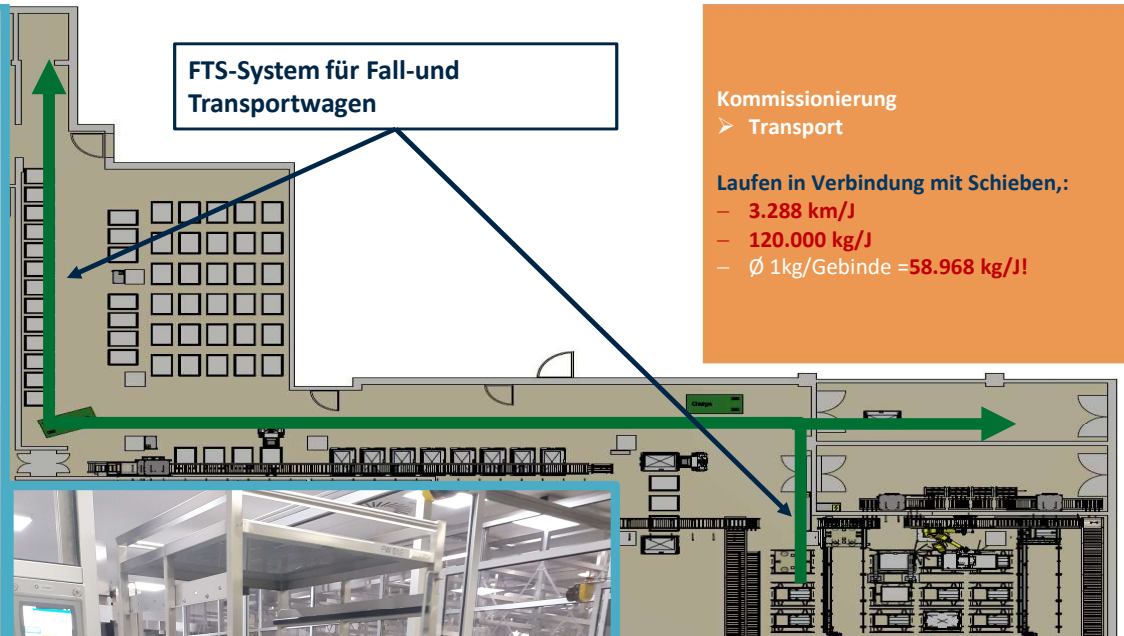 FTS-System für Fall-und
Transportwagen
Kommissionierung
➢ Transport
Laufen in Verbindung mit Schieben,:
– 3.288 km/J
– 120.000 kg/J
– Ø 1kg/Gebinde =58.968 kg/J!